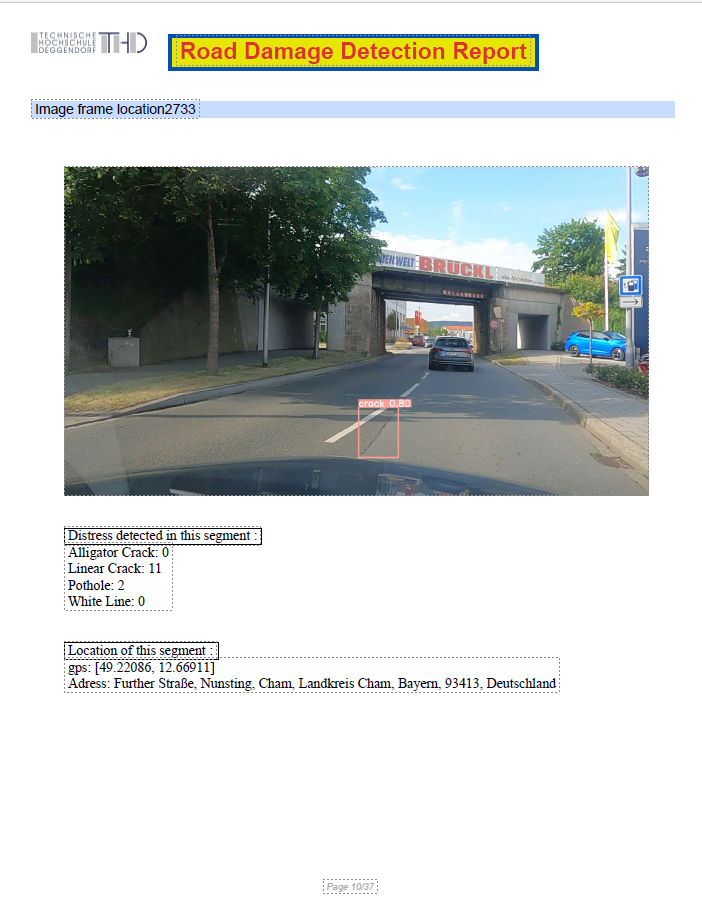 TECHNISCHE
HOCHSCHULE
DEGGENDORF
THD
Road Damage Detection Report
Image frame location2733
ENWELT BRÜCKL
crack 0.80
Distress detected in this segment :
Alligator Crack: 0
Linear Crack: 11
Pothole: 2
White Line: 0
Location of this segment :
gps: [49.22086, 12.66911]
Adress: Further Straße, Nunsting, Cham, Landkreis Cham, Bayern, 93413, Deutschland
Page 10/37